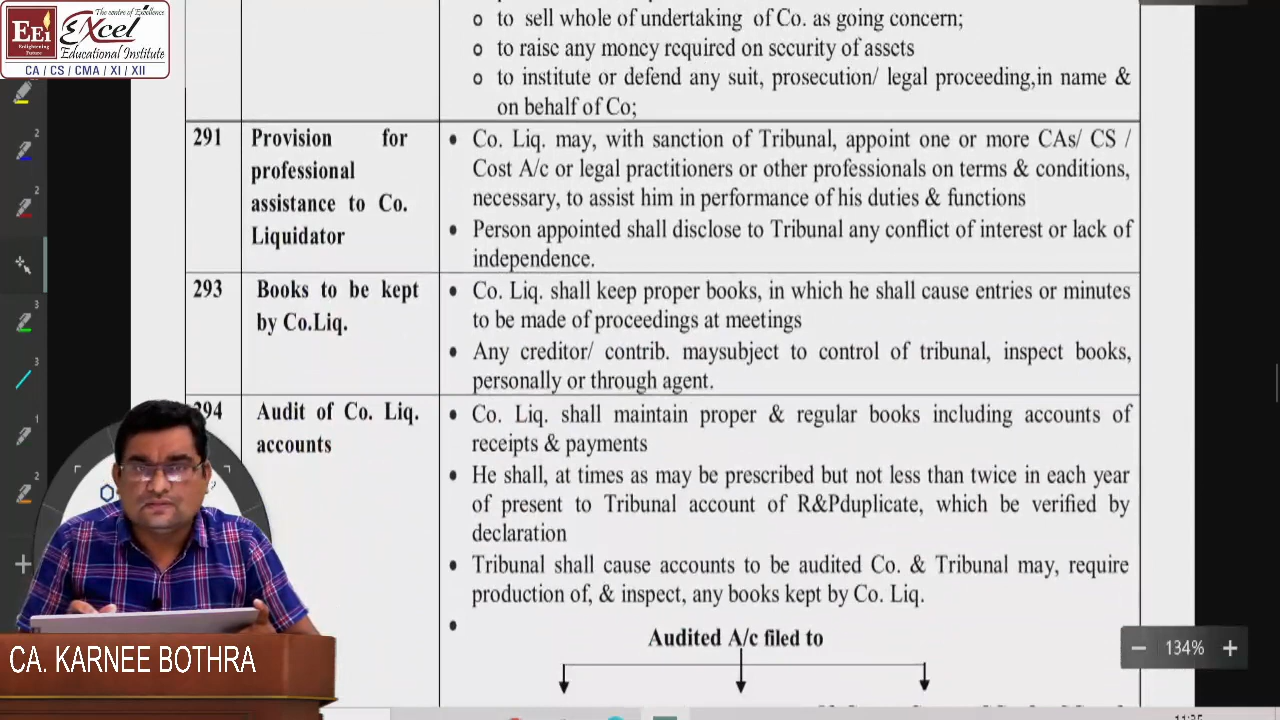 The centre of Excellence
EEi Excel
Enlightening Educational Institute
Future
CA / CS / CMA / XI / XII
o to sell whole of undertaking of Co. as going concern;
o to raise any money required on security of assets
o to institute or defend any suit, prosecution/ legal proceeding,in name &
on behalf of Co;
291 Provision for • Co. Liq. may, with sanction of Tribunal, appoint one or more CAs/ CS /
professional Cost A/c or legal practitioners or other professionals on terms & conditions,
assistance to Co. necessary, to assist him in performance of his duties & functions
Liquidator • Person appointed shall disclose to Tribunal any conflict of interest or lack of
independence.
293 Books to be kept • Co. Liq. shall keep proper books, in which he shall cause entries or minutes
by Co.Liq. to be made of proceedings at meetings
• Any creditor/ contrib. maysubject to control of tribunal, inspect books,
personally or through agent.
294 Audit of Co. Liq. • Co. Liq. shall maintain proper & regular books including accounts of
accounts receipts & payments
• He shall, at times as may be prescribed but not less than twice in each year
of present to Tribunal account of R&Pduplicate, which be verified by
declaration
• Tribunal shall cause accounts to be audited Co. & Tribunal may, require
production of, & inspect, any books kept by Co. Liq.
•
Audited A/c filed to
134%
CA. KARNEE BOTHRA